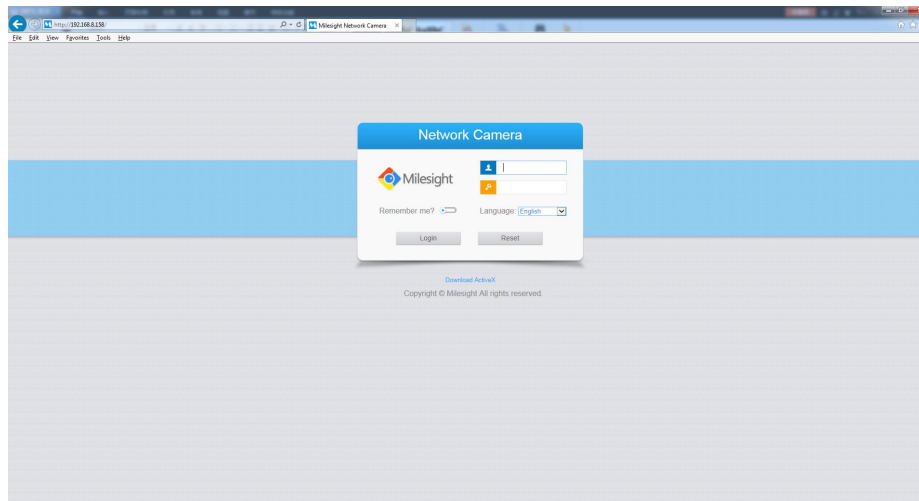 http://192.168.8.158/
Milesight Network Camera
File Edit View Favorites Tools Help
Network Camera
Milesight
Remember me?
Language: English
Login Reset
Download ActiveX
Copyright © Milesight All rights reserved.